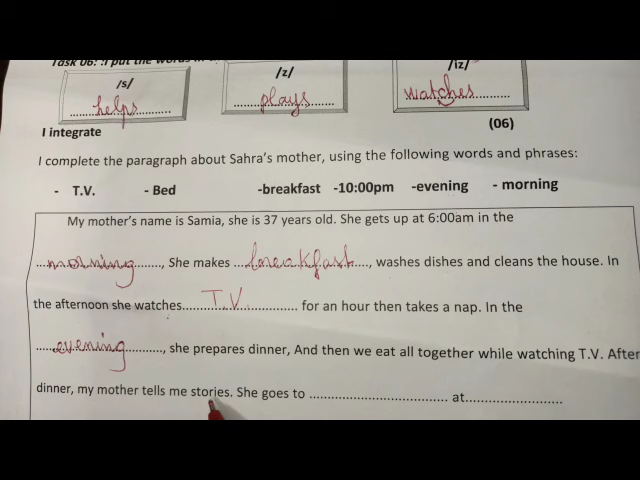 Task 06: I put the words in
/s/ /z/ /iz/
helps plays watches
I integrate (06)
I complete the paragraph about Sahra's mother, using the following words and phrases:
- T.V. - Bed -breakfast -10:00pm -evening - morning
My mother's name is Samia, she is 37 years old. She gets up at 6:00am in the
morning, She makes breakfast, washes dishes and cleans the house. In
the afternoon she watches T.V. for an hour then takes a nap. In the
evening, she prepares dinner, And then we eat all together while watching T.V. After
dinner, my mother tells me stories. She goes to .................................... at.........................